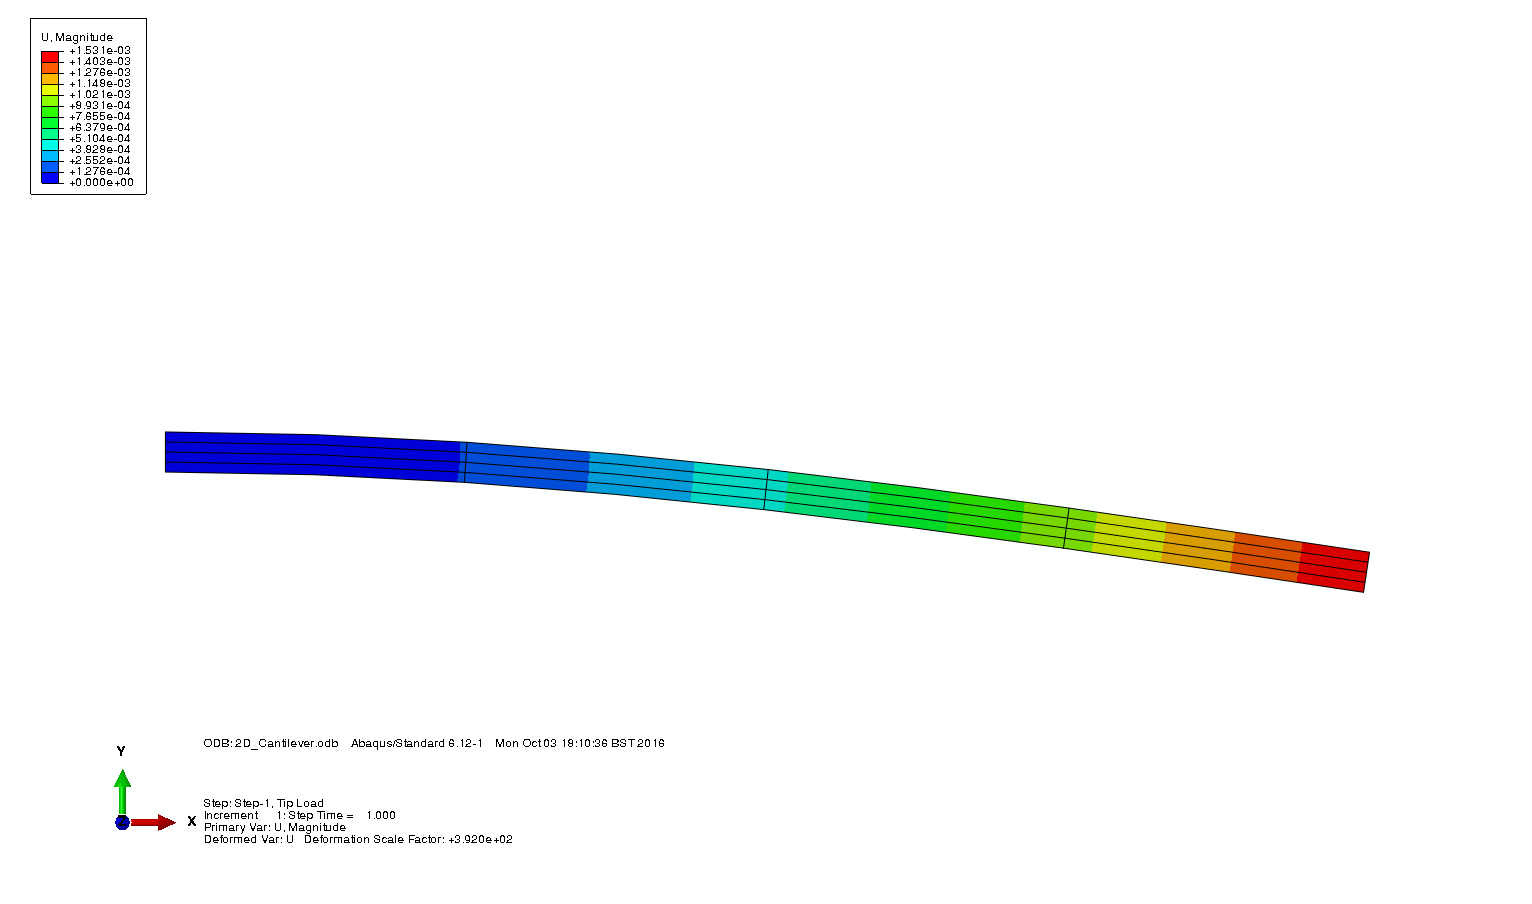 U, Magnitude
+1.531e-03
+1.403e-03
+1.276e-03
+1.148e-03
+1.021e-03
+8.931e-04
+7.655e-04
+6.379e-04
+5.104e-04
+3.828e-04
+2.552e-04
+1.276e-04
+0.000e+00
ODB: 2D_Cantilever.odb Abaqus/Standard 6.12-1 Mon Oct 03 19:10:36 BST 2016
Y
X
Step: Step-1, Tip Load
Increment 1: Step Time = 1.000
Primary Var: U, Magnitude
Deformed Var: U Deformation Scale Factor: +3.920e+02